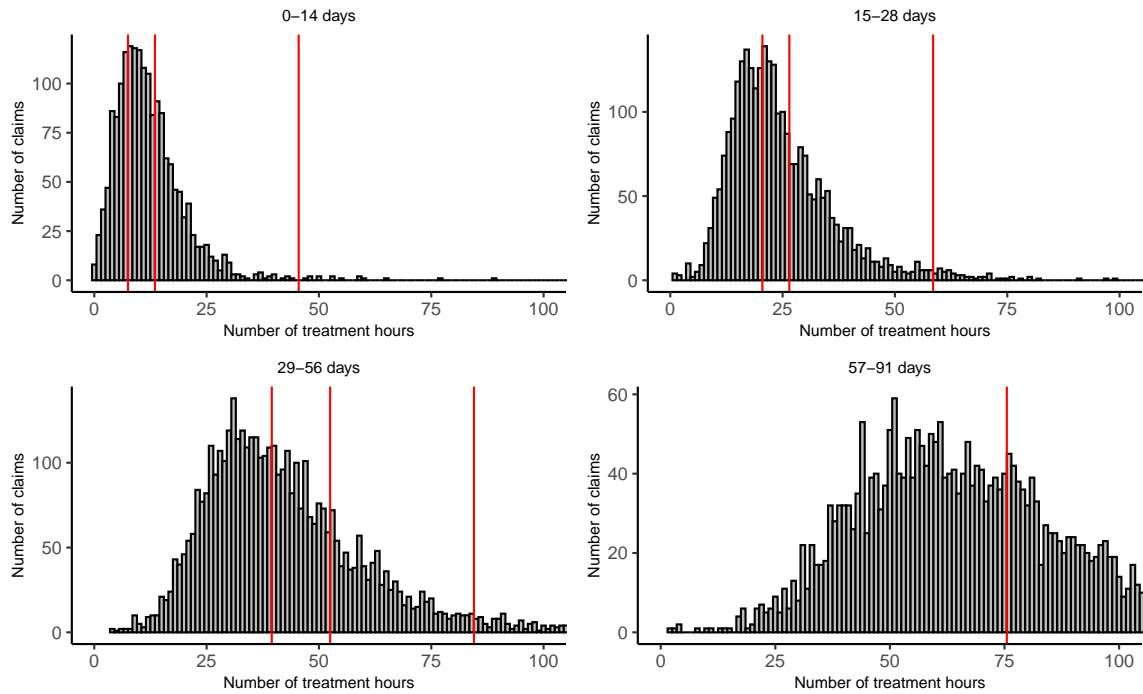 0−14 days
Number of claims
100
75
50
25
0
0 25 50 75 100
Number of treatment hours
15−28 days
Number of claims
100
50
0
0 25 50 75 100
Number of treatment hours
29−56 days
Number of claims
100
50
0
0 25 50 75 100
Number of treatment hours
57−91 days
Number of claims
60
40
20
0
0 25 50 75 100
Number of treatment hours